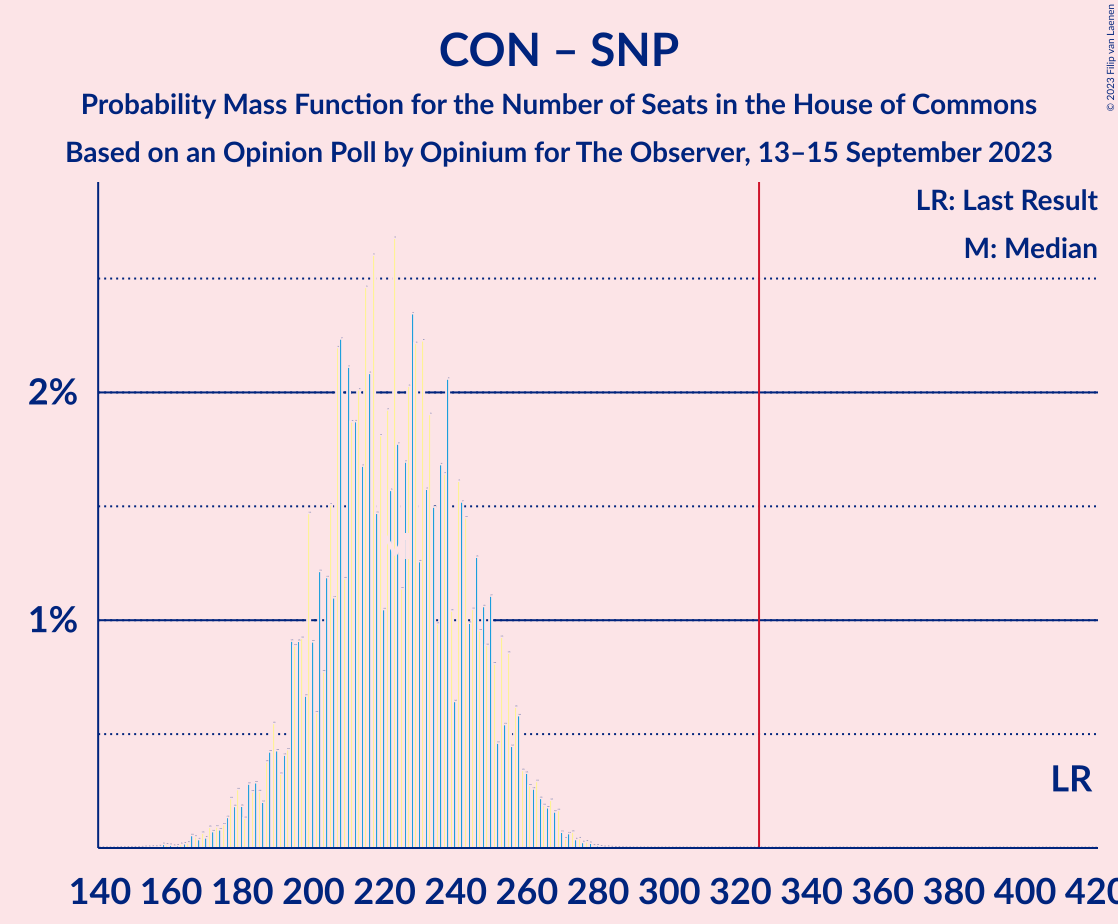 CON – SNP
Probability Mass Function for the Number of Seats in the House of Commons
Based on an Opinion Poll by Opinium for The Observer, 13–15 September 2023
© 2023 Filip van Laenen
LR: Last Result
M: Median
2%
1%
LR
140 160 180 200 220 240 260 280 300 320 340 360 380 400 420